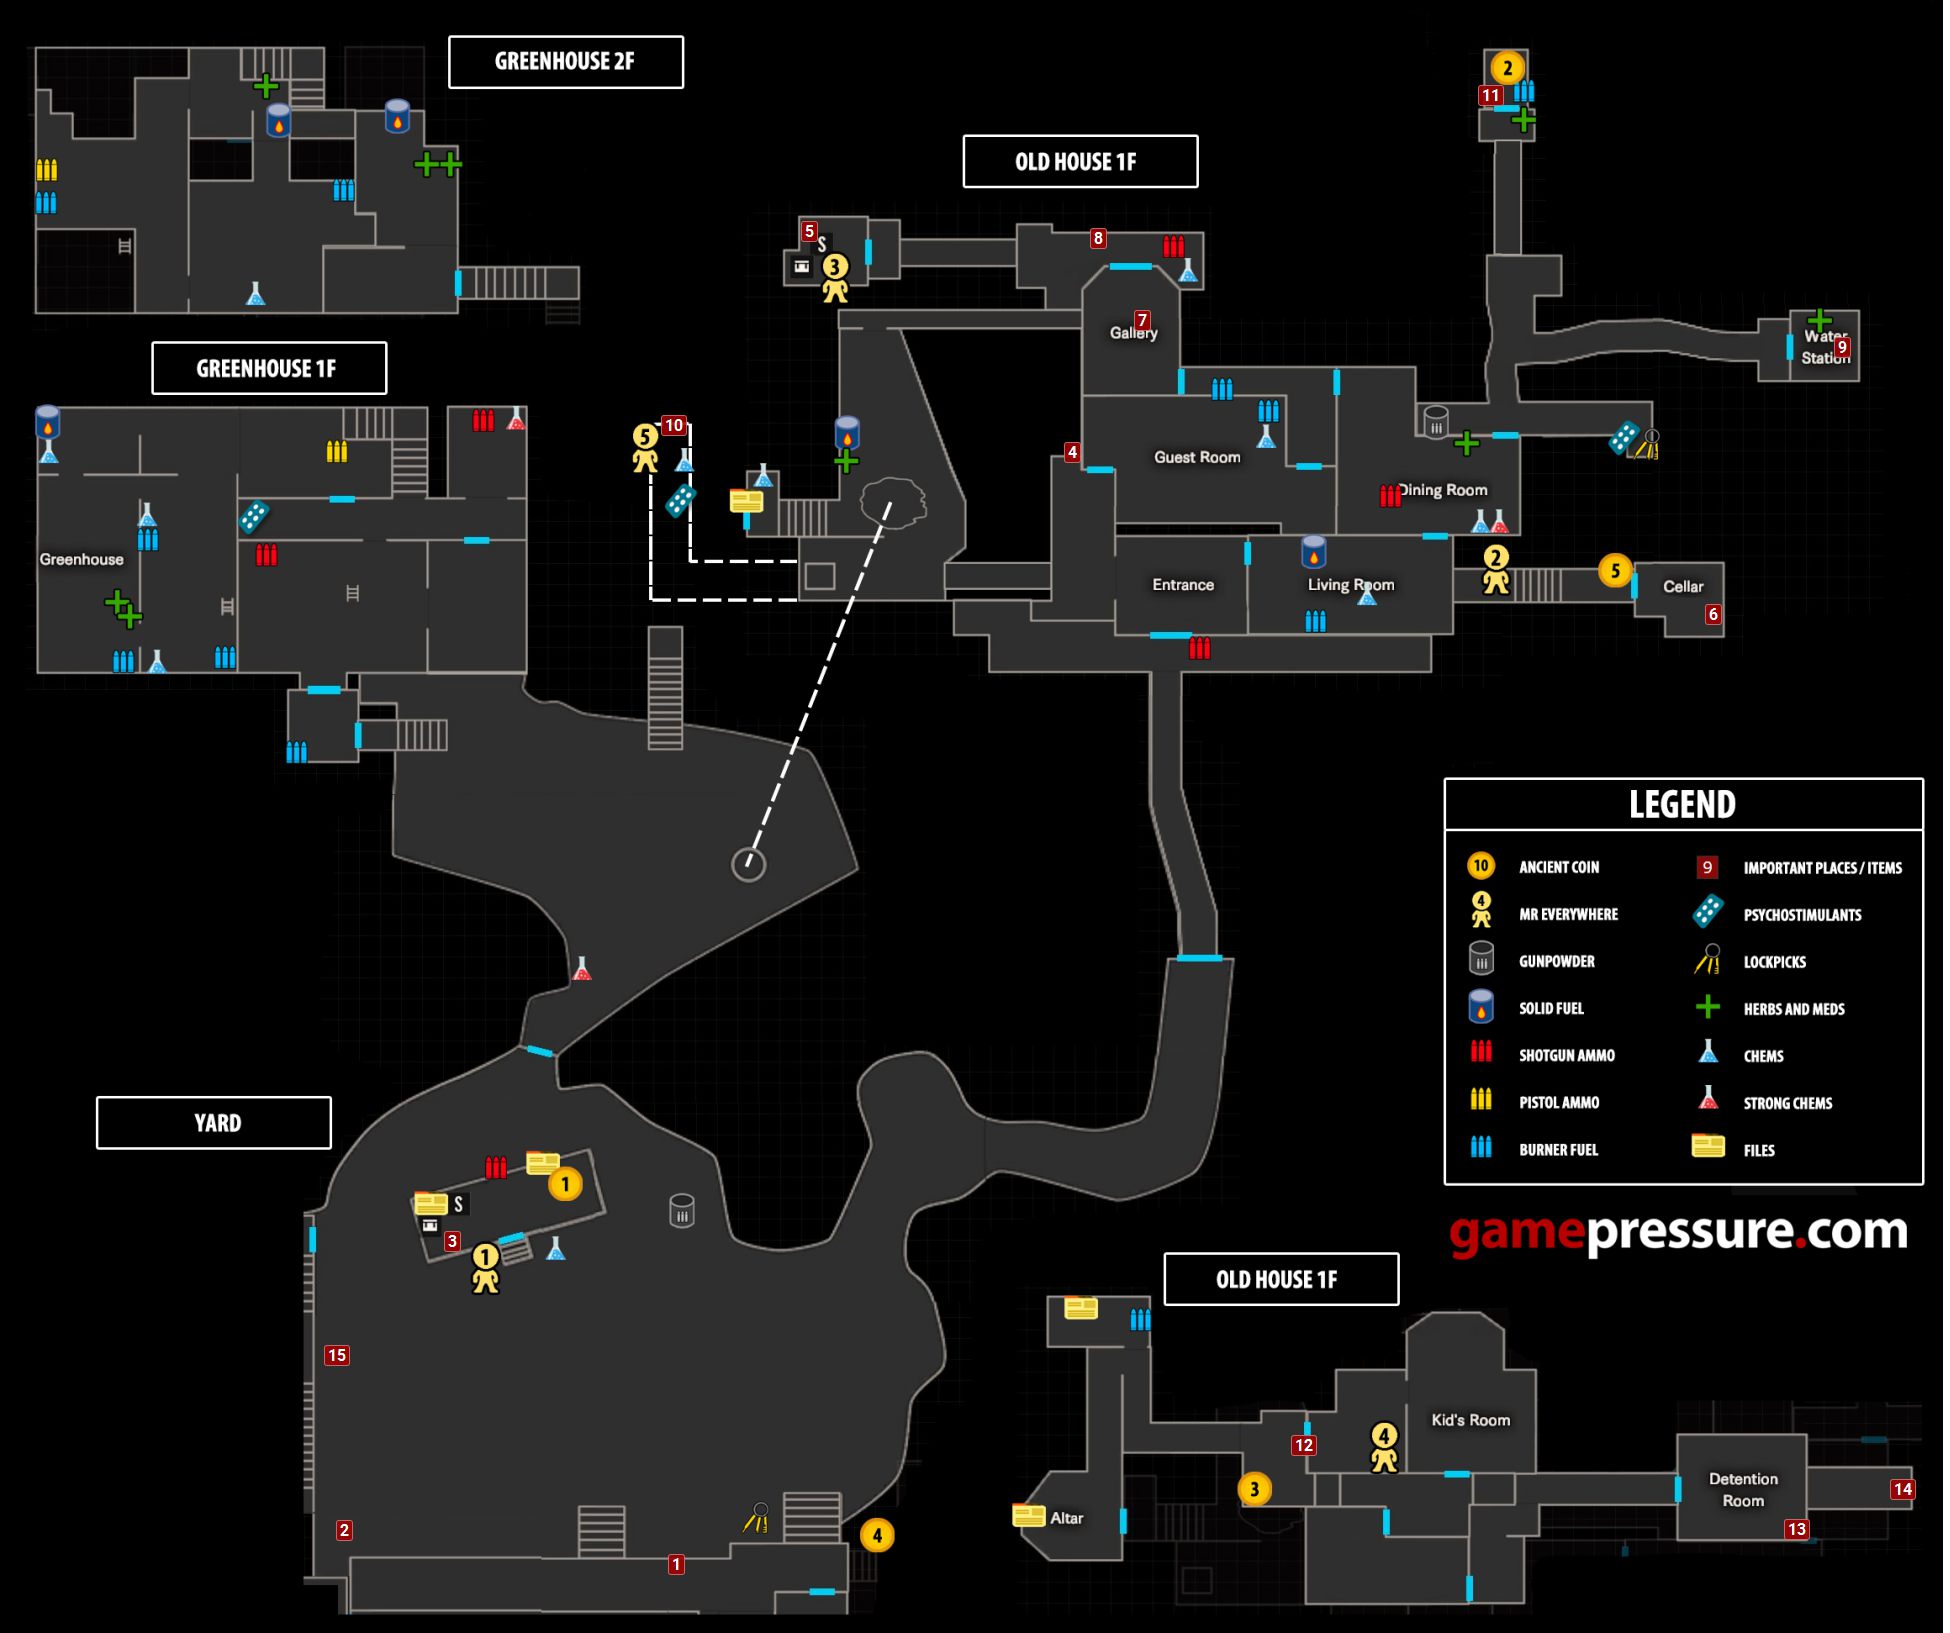 GREENHOUSE 2F
2
11
OLD HOUSE 1F
5
S
3
8
7
Gallery
Water
Station
9
GREENHOUSE 1F
5
10
4
Guest Room
Dining Room
Greenhouse
2
5
Entrance
Living Room
Cellar
6
LEGEND
10 ANCIENT COIN
9 IMPORTANT PLACES / ITEMS
4 MR EVERYWHERE
PSYCHOSTIMULANTS
GUNPOWDER
LOCKPICKS
SOLID FUEL
HERBS AND MEDS
SHOTGUN AMMO
CHEMS
PISTOL AMMO
STRONG CHEMS
BURNER FUEL
FILES
YARD
1
S
3
1
gamepressure.com
OLD HOUSE 1F
15
Kid's Room
4
12
3
Detention
Room
14
Altar
13
2
4
1